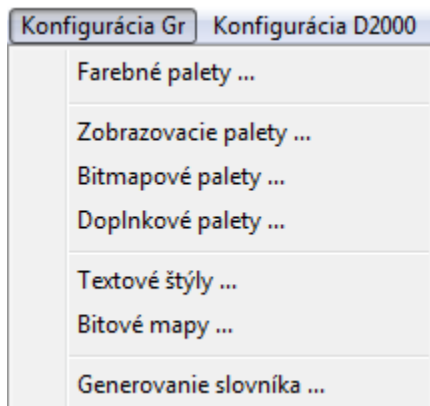 Konfigurácia Gr Konfigurácia D2000
Farebné palety ...
Zobrazovacie palety ...
Bitmapové palety ...
Doplnkové palety ...
Textové štýly ...
Bitové mapy ...
Generovanie slovníka ...